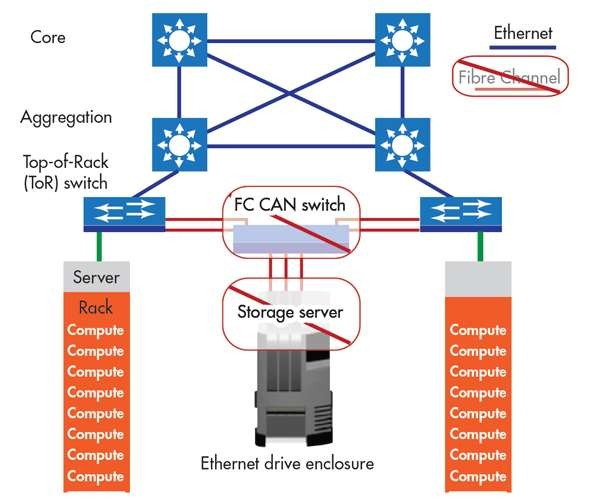 Core
Ethernet
Fibre Channel
Aggregation
Top-of-Rack
(ToR) switch
FC CAN switch
Server
Rack
Compute
Compute
Compute
Compute
Compute
Compute
Compute
Compute
Storage server
Ethernet drive enclosure
Compute
Compute
Compute
Compute
Compute
Compute
Compute
Compute